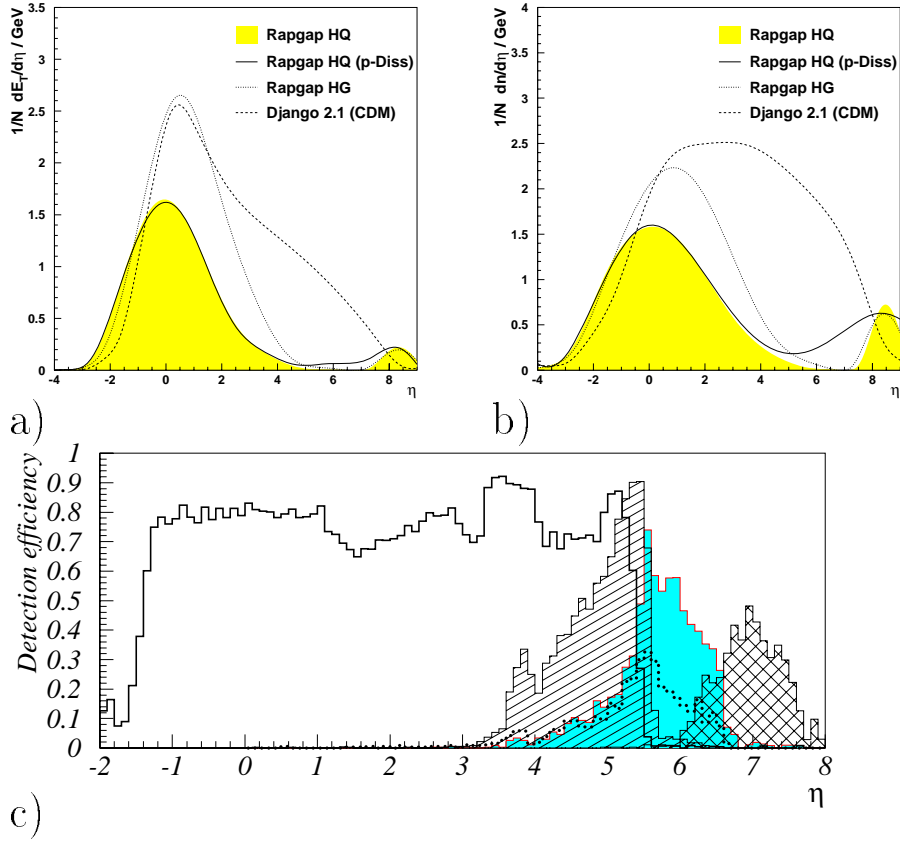 1/N dE_T/dη / GeV
3.5
3
2.5
2
1.5
1
0.5
0
-4 -2 0 2 4 6 8
η
Rapgap HQ
Rapgap HQ (p-Diss)
Rapgap HG
Django 2.1 (CDM)
a)
1/N dn/dη / GeV
4
3.5
3
2.5
2
1.5
1
0.5
0
-4 -2 0 2 4 6 8
η
Rapgap HQ
Rapgap HQ (p-Diss)
Rapgap HG
Django 2.1 (CDM)
b)
Detection efficiency
1
0.9
0.8
0.7
0.6
0.5
0.4
0.3
0.2
0.1
0
-2 -1 0 1 2 3 4 5 6 7 8
η
c)